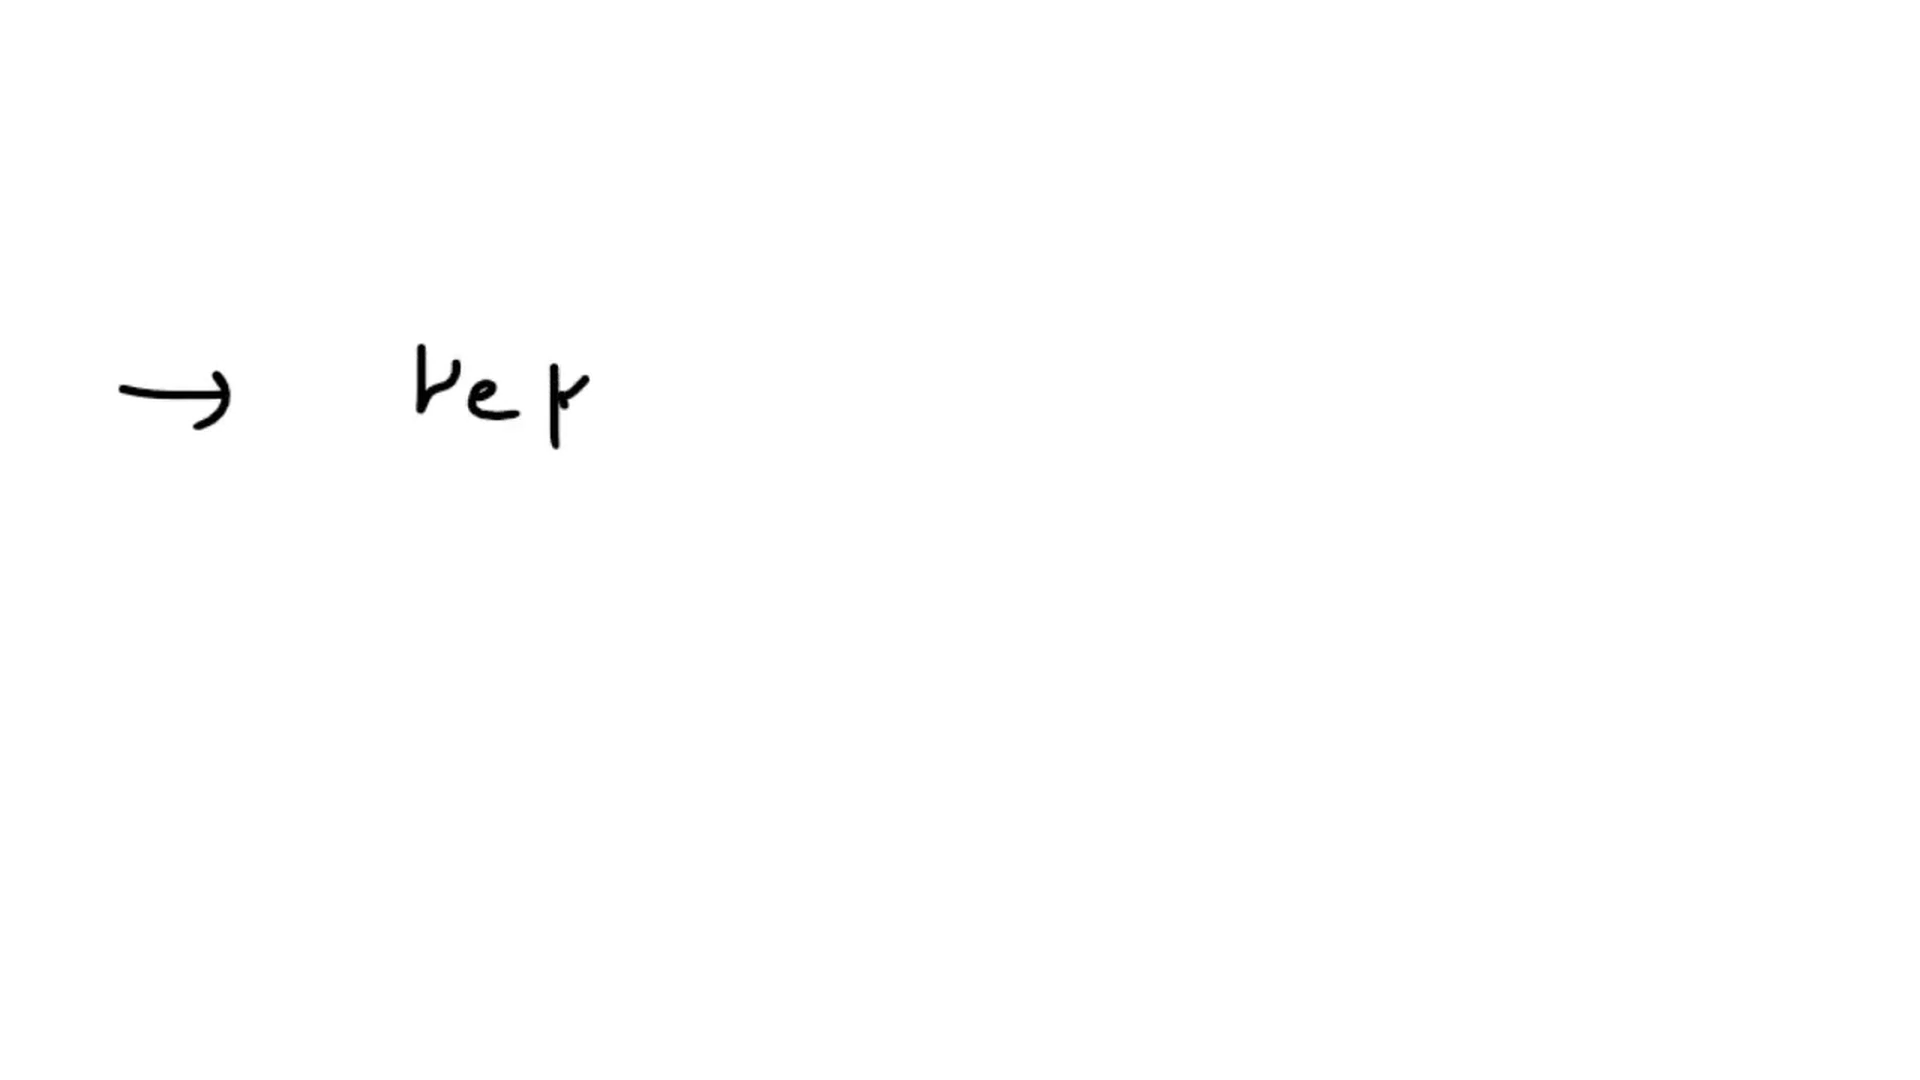 → rep